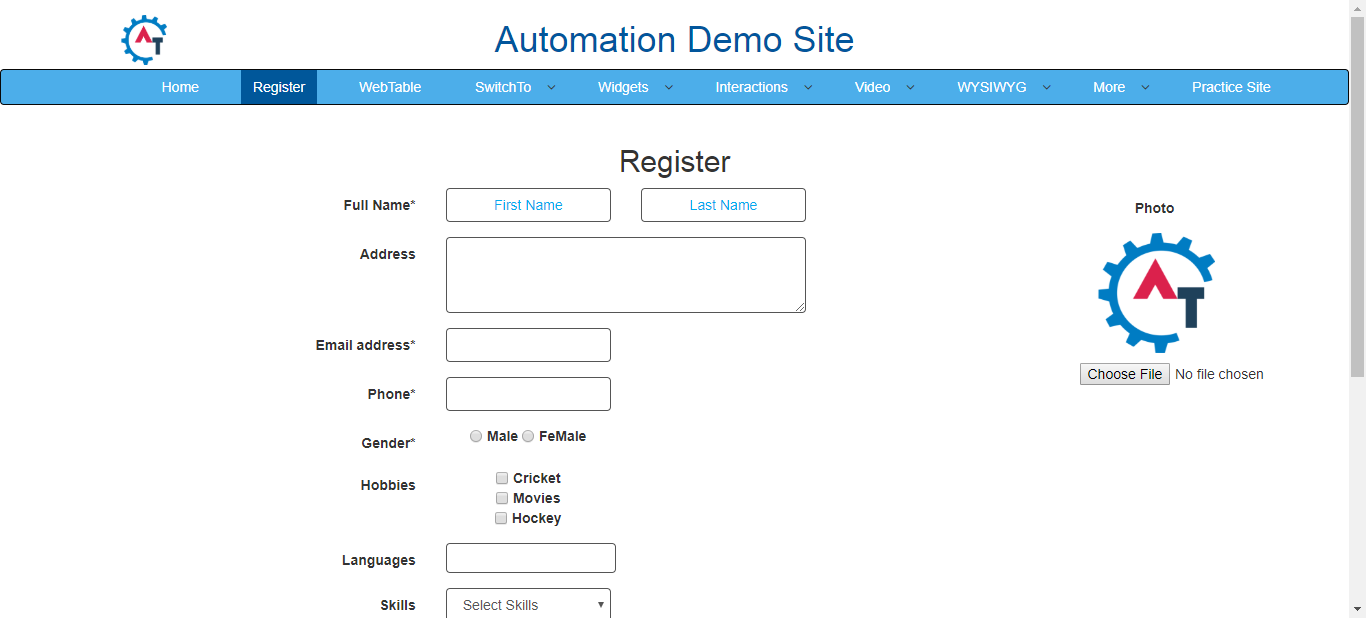 AT
Automation Demo Site
Home Register WebTable SwitchTo Widgets Interactions Video WYSIWYG More Practice Site
Register
Full Name* First Name Last Name
Photo
Address
AT
Email address*
Choose File No file chosen
Phone*
Gender* Male FeMale
Hobbies Cricket
Movies
Hockey
Languages
Skills Select Skills